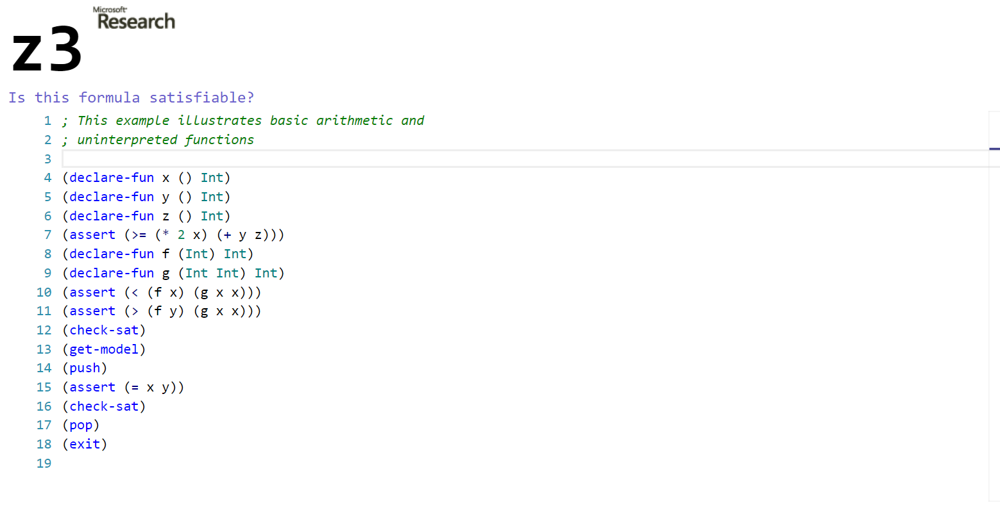 Microsoft
Research
z3
Is this formula satisfiable?
1 ; This example illustrates basic arithmetic and
2 ; uninterpreted functions
3
4 (declare-fun x () Int)
5 (declare-fun y () Int)
6 (declare-fun z () Int)
7 (assert (>= (* 2 x) (+ y z)))
8 (declare-fun f (Int) Int)
9 (declare-fun g (Int Int) Int)
10 (assert (< (f x) (g x x)))
11 (assert (> (f y) (g x x)))
12 (check-sat)
13 (get-model)
14 (push)
15 (assert (= x y))
16 (check-sat)
17 (pop)
18 (exit)
19